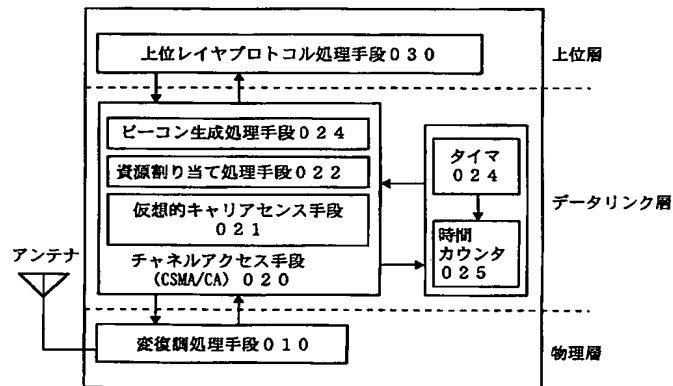 上位レイヤプロトコル処理手段030
上位層
ビーコン生成処理手段024
資源割り当て処理手段022
仮想的キャリアセンス手段
021
チャネルアクセス手段
(CSMA/CA)020
タイマ
024
時間
カウンタ
025
データリンク層
アンテナ
変復調処理手段010
物理層